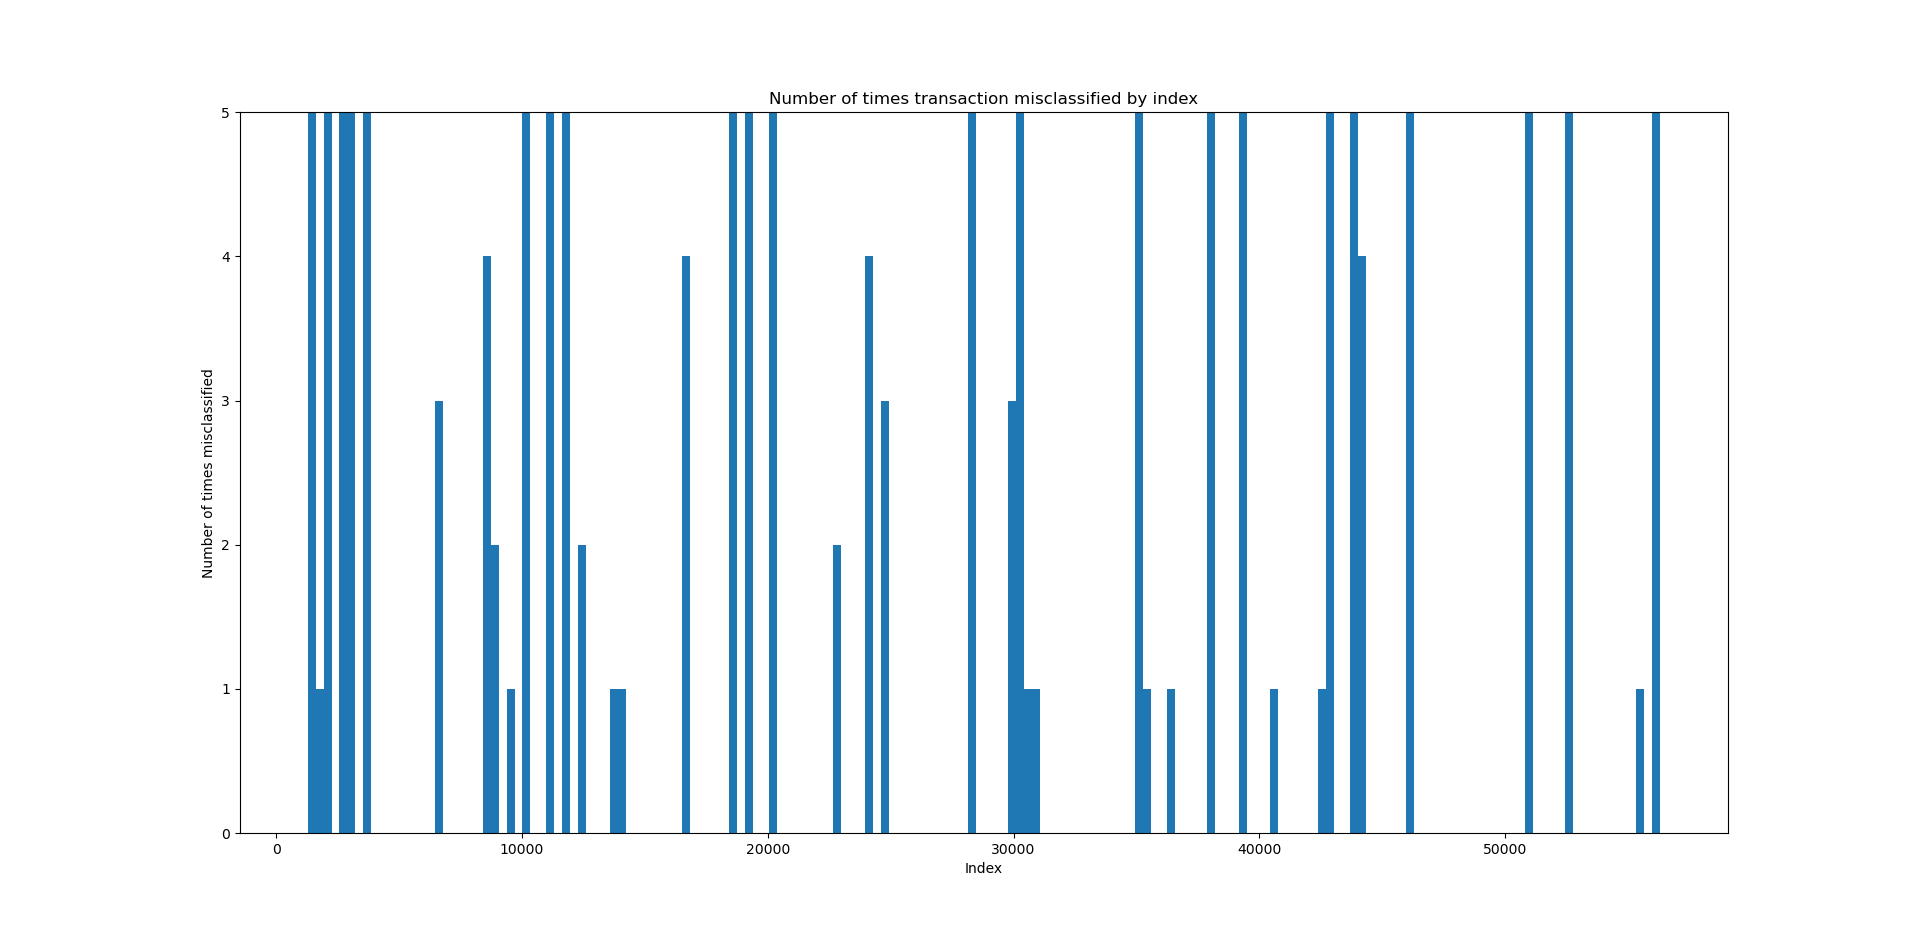 Number of times transaction misclassified by index
5
4
3
2
1
0
Number of times misclassified
0 10000 20000 30000 40000 50000
Index